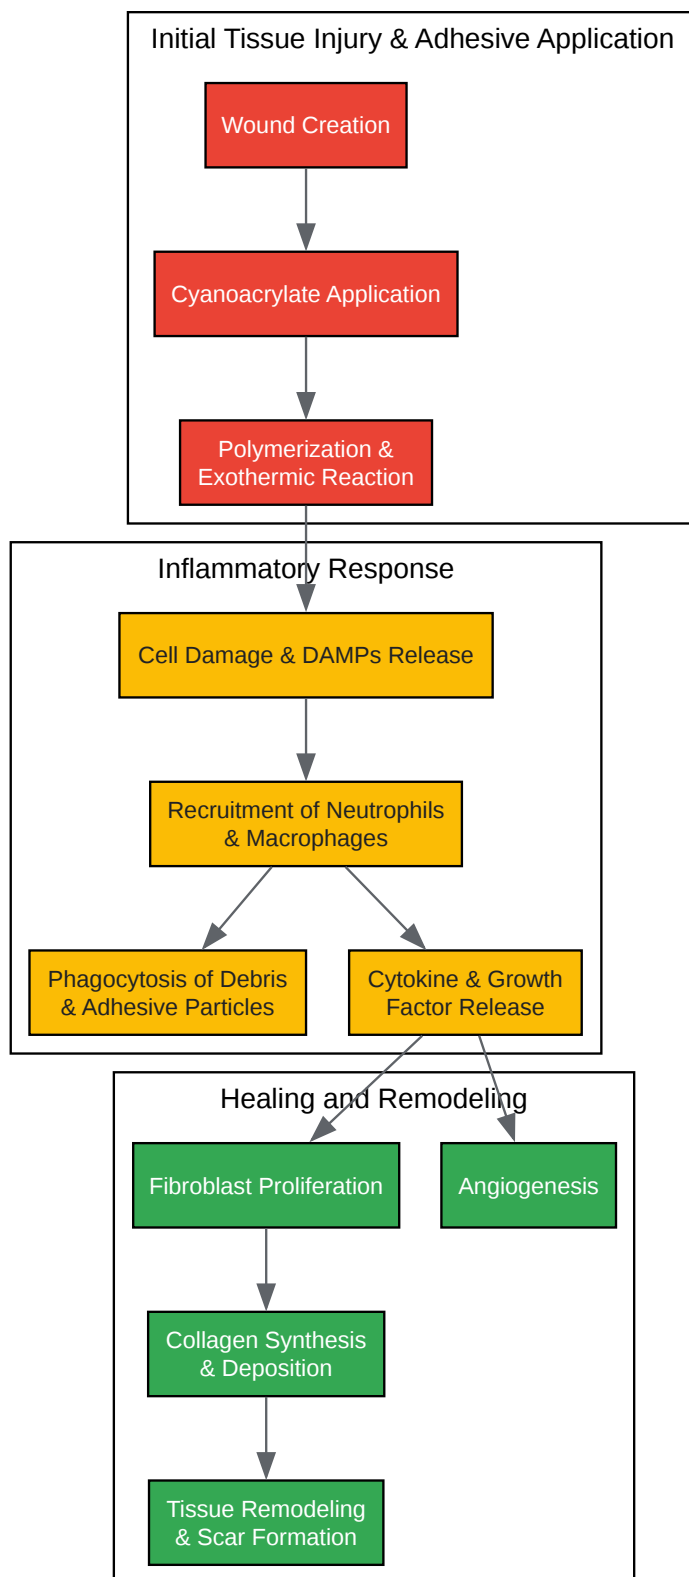 Initial Tissue Injury & Adhesive Application
Wound Creation
Cyanoacrylate Application
Polymerization &
Exothermic Reaction
Inflammatory Response
Cell Damage & DAMPs Release
Recruitment of Neutrophils
& Macrophages
Phagocytosis of Debris
& Adhesive Particles
Cytokine & Growth
Factor Release
Healing and Remodeling
Fibroblast Proliferation
Angiogenesis
Collagen Synthesis
& Deposition
Tissue Remodeling
& Scar Formation